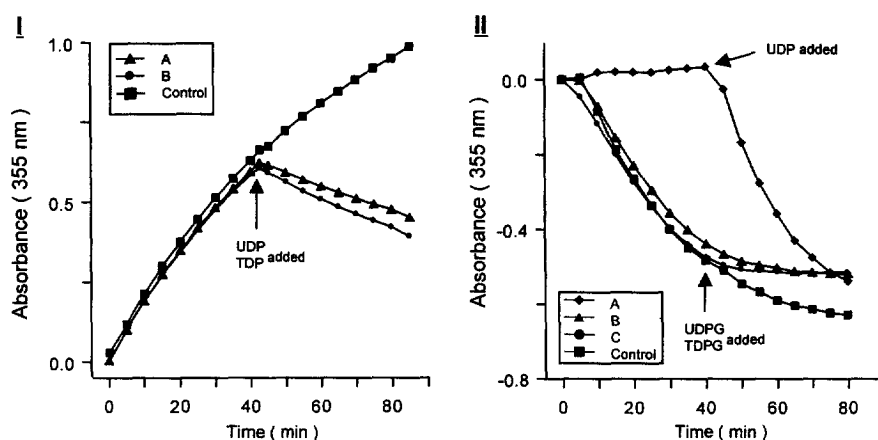 I
1.0
0.5
0.0
Absorbance ( 355 nm )
A
B
Control
UDP
TDP added
0 20 40 60 80
Time ( min )
II
0.0
-0.4
-0.8
Absorbance ( 355 nm )
UDP added
A
B
C
Control
UDPG
TDPG added
0 20 40 60 80
Time ( min )